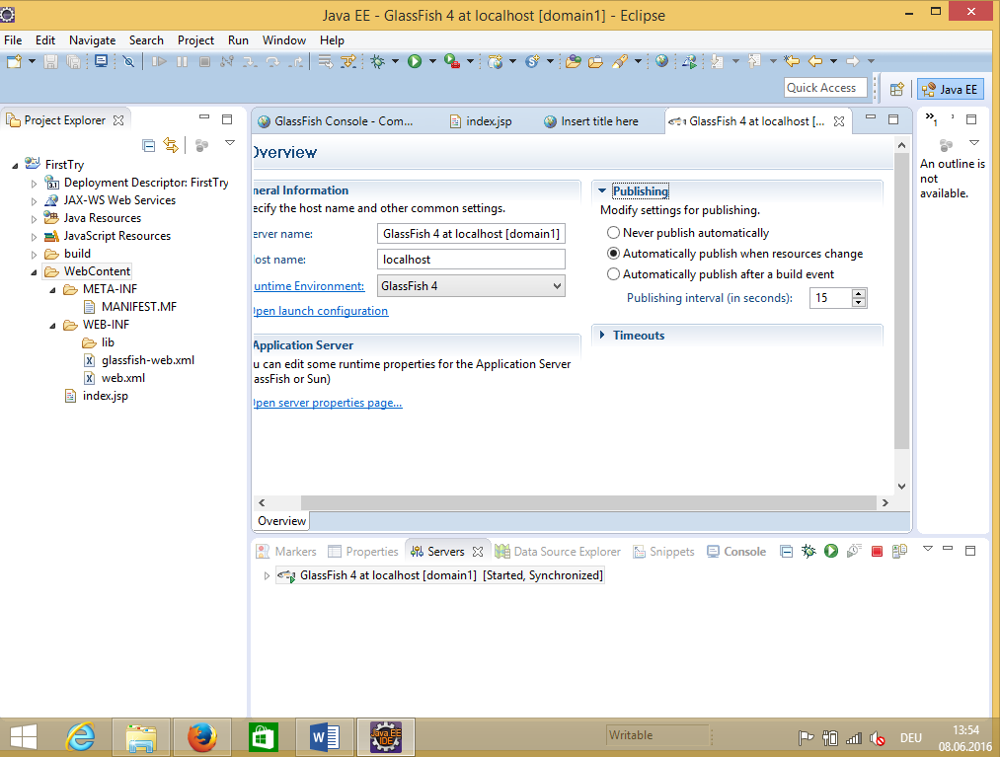 Java EE - GlassFish 4 at localhost [domain1] - Eclipse
File Edit Navigate Search Project Run Window Help
Quick Access
Java EE
Project Explorer
FirstTry
Deployment Descriptor: FirstTry
JAX-WS Web Services
Java Resources
JavaScript Resources
build
WebContent
META-INF
MANIFEST.MF
WEB-INF
lib
glassfish-web.xml
web.xml
index.jsp
GlassFish Console - Com... index.jsp Insert title here GlassFish 4 at localhost [...
Overview
neral Information
ecify the host name and other common settings.
erver name: GlassFish 4 at localhost [domain1]
ost name: localhost
untime Environment: GlassFish 4
Open launch configuration
Application Server
u can edit some runtime properties for the Application Server
assFish or Sun)
Open server properties page...
Publishing
Modify settings for publishing.
Never publish automatically
Automatically publish when resources change
Automatically publish after a build event
Publishing interval (in seconds): 15
Timeouts
Overview
1
An outline is
not
available.
Markers Properties Servers Data Source Explorer Snippets Console
GlassFish 4 at localhost [domain1] [Started, Synchronized]
Java EE
IDE
Writable
DEU
13:54
08.06.2016